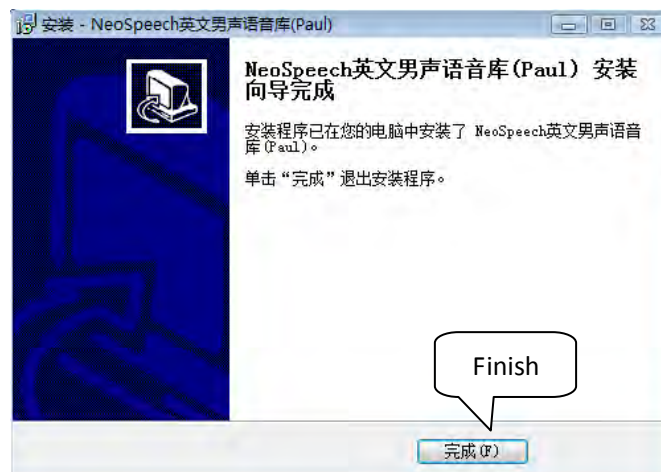 安装 - NeoSpeech英文男声语音库(Paul)
NeoSpeech英文男声语音库(Paul) 安装
向导完成
安装程序已在您的电脑中安装了 NeoSpeech英文男声语音
库(Paul)。
单击“完成”退出安装程序。
Finish
完成(F)